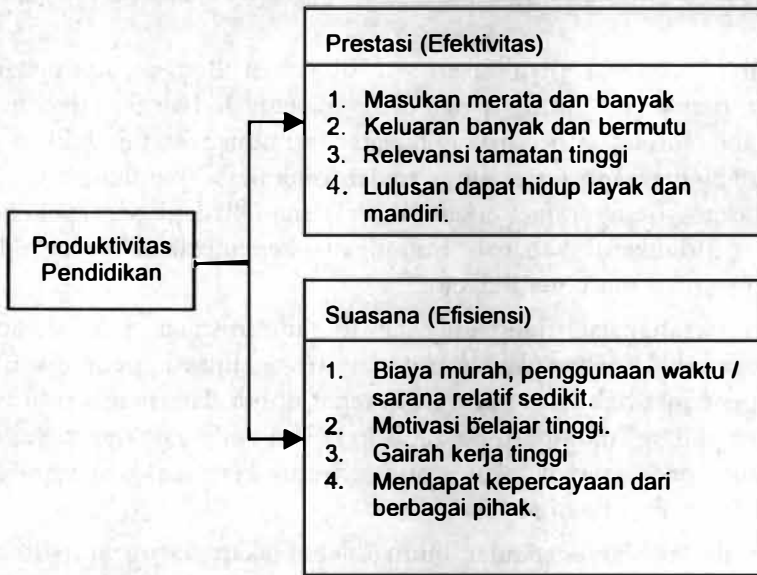 Produktivitas
Pendidikan
Prestasi (Efektivitas)
1. Masukan merata dan banyak
2. Keluaran banyak dan bermutu
3. Relevansi tamatan tinggi
4. Lulusan dapat hidup layak dan
mandiri.
Suasana (Efisiensi)
1. Biaya murah, penggunaan waktu /
sarana relatif sedikit.
2. Motivasi belajar tinggi.
3. Gairah kerja tinggi
4. Mendapat kepercayaan dari
berbagai pihak.